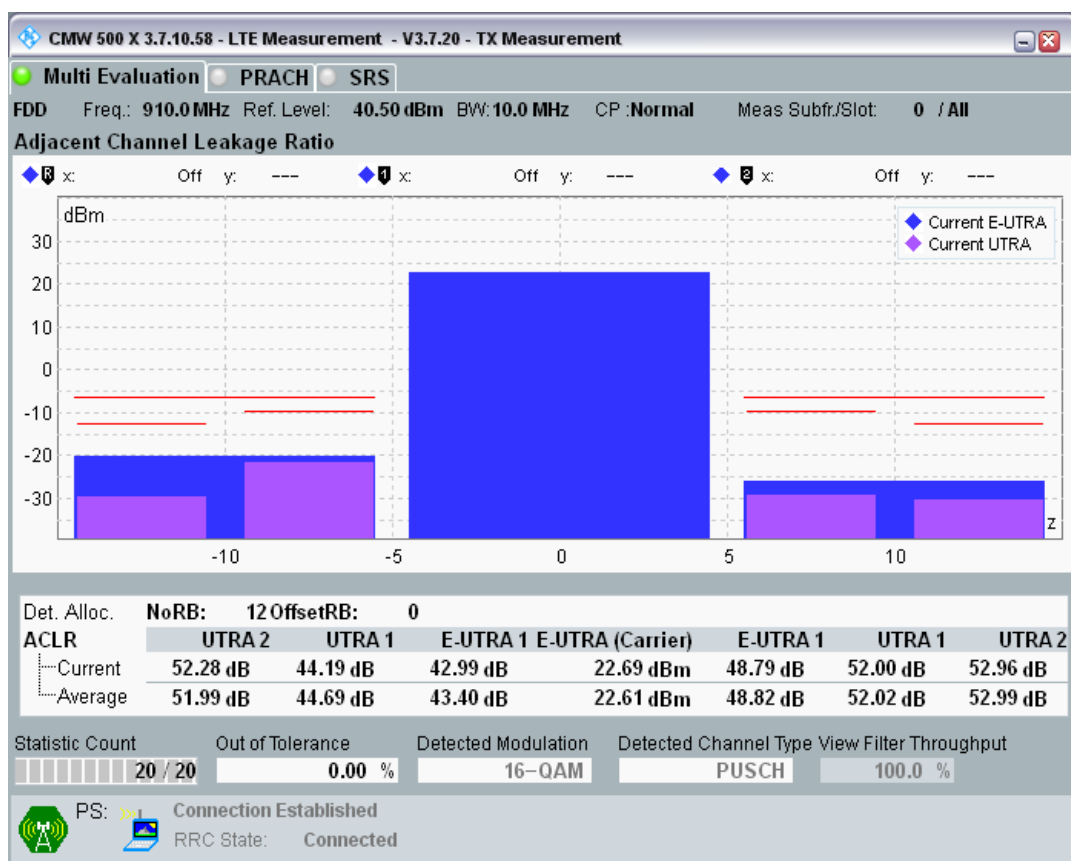 CMW 500 X 3.7.10.58 - LTE Measurement - V3.7.20 - TX Measurement
Multi Evaluation PRACH SRS
FDD Freq.: 910.0 MHz Ref. Level: 40.50 dBm BW: 10.0 MHz CP :Normal Meas Subfr./Slot: 0 / All
Adjacent Channel Leakage Ratio
R x: Off y: --- 1 x: Off y: --- 2 x: Off y: ---
dBm
Current E-UTRA
Current UTRA
30
20
10
0
-10
-20
-30
z
-10 -5 0 5 10
Det. Alloc. NoRB: 12 OffsetRB: 0
ACLR UTRA 2 UTRA 1 E-UTRA 1 E-UTRA (Carrier) E-UTRA 1 UTRA 1 UTRA 2
Current 52.28 dB 44.19 dB 42.99 dB 22.69 dBm 48.79 dB 52.00 dB 52.96 dB
Average 51.99 dB 44.69 dB 43.40 dB 22.61 dBm 48.82 dB 52.02 dB 52.99 dB
Statistic Count Out of Tolerance Detected Modulation Detected Channel Type View Filter Throughput
20 / 20 0.00 % 16-QAM PUSCH 100.0 %
PS: Connection Established
RRC State: Connected